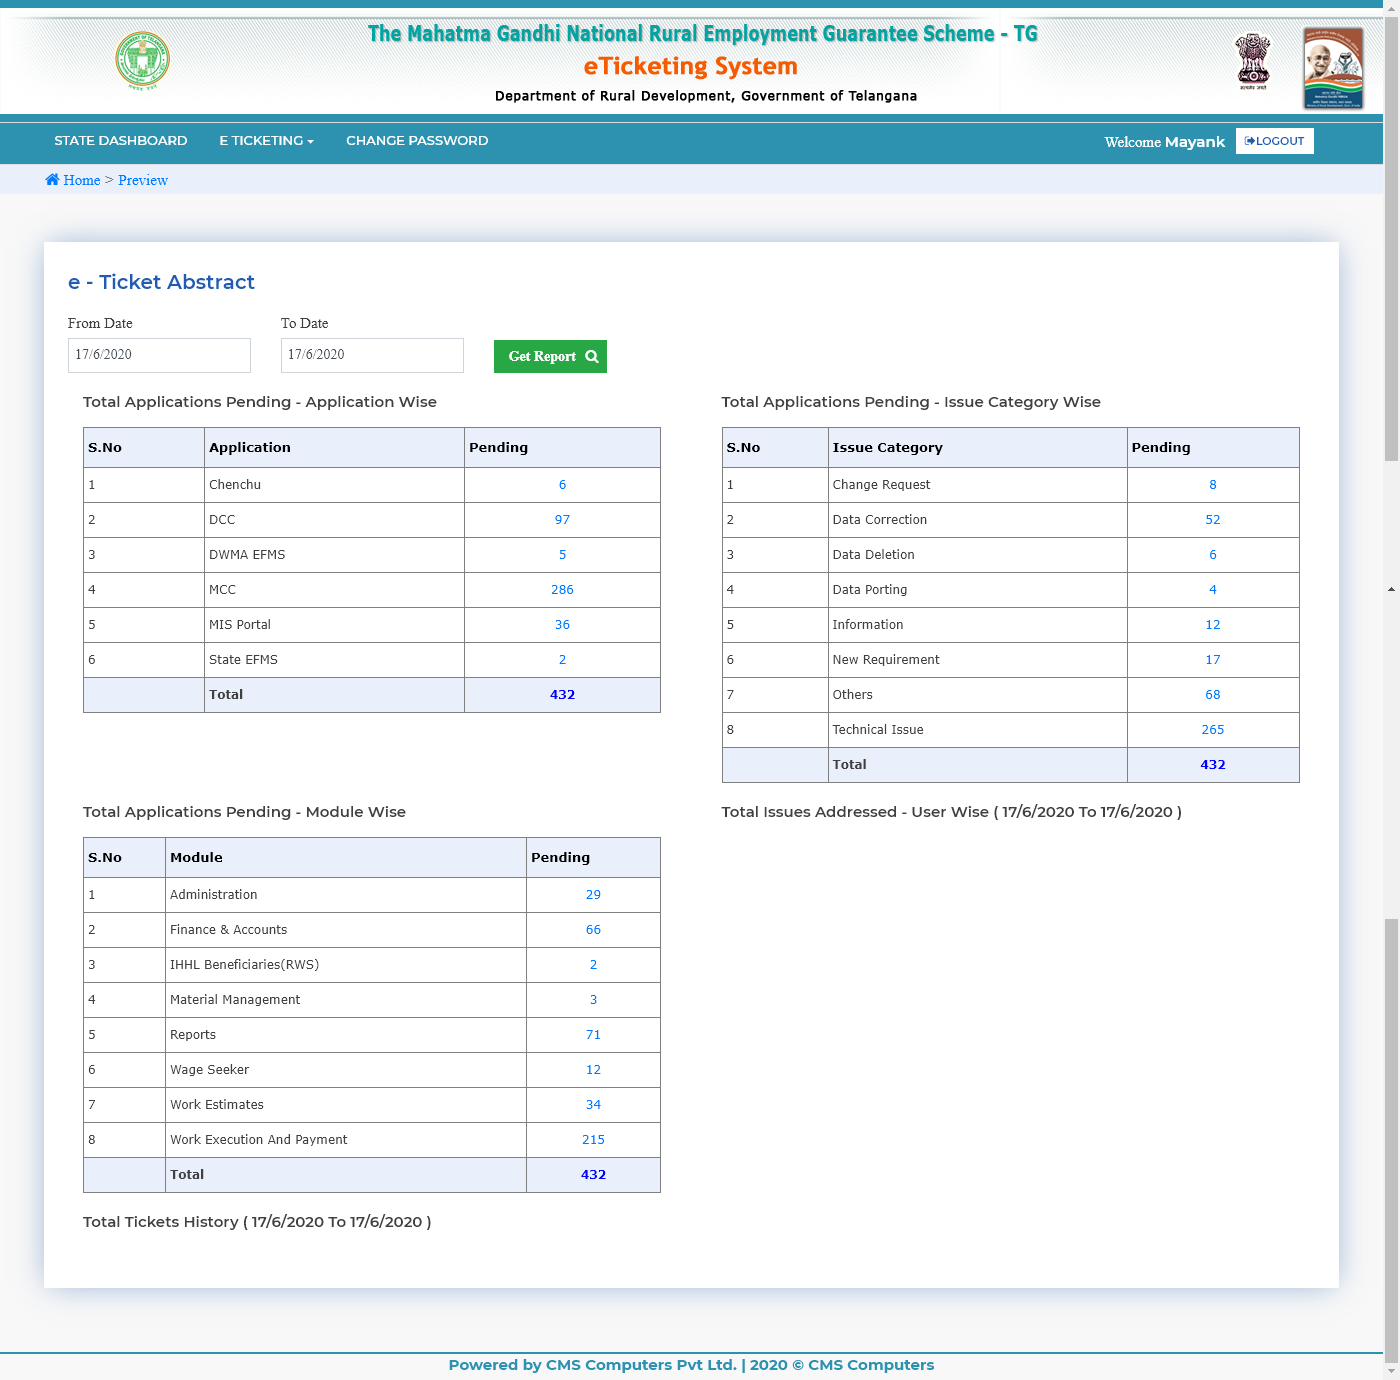 The Mahatma Gandhi National Rural Employment Guarantee Scheme - TG
eTicketing System
Department of Rural Development, Government of Telangana
सत्यमेव जयते
STATE DASHBOARD E TICKETING CHANGE PASSWORD Welcome Mayank LOGOUT
Home > Preview
e - Ticket Abstract
From Date To Date
17/6/2020 17/6/2020 Get Report
Total Applications Pending - Application Wise
S.No Application Pending
1 Chenchu 6
2 DCC 97
3 DWMA EFMS 5
4 MCC 286
5 MIS Portal 36
6 State EFMS 2
Total 432
Total Applications Pending - Issue Category Wise
S.No Issue Category Pending
1 Change Request 8
2 Data Correction 52
3 Data Deletion 6
4 Data Porting 4
5 Information 12
6 New Requirement 17
7 Others 68
8 Technical Issue 265
Total 432
Total Applications Pending - Module Wise
S.No Module Pending
1 Administration 29
2 Finance & Accounts 66
3 IHHL Beneficiaries(RWS) 2
4 Material Management 3
5 Reports 71
6 Wage Seeker 12
7 Work Estimates 34
8 Work Execution And Payment 215
Total 432
Total Issues Addressed - User Wise ( 17/6/2020 To 17/6/2020 )
Total Tickets History ( 17/6/2020 To 17/6/2020 )
Powered by CMS Computers Pvt Ltd. | 2020 © CMS Computers